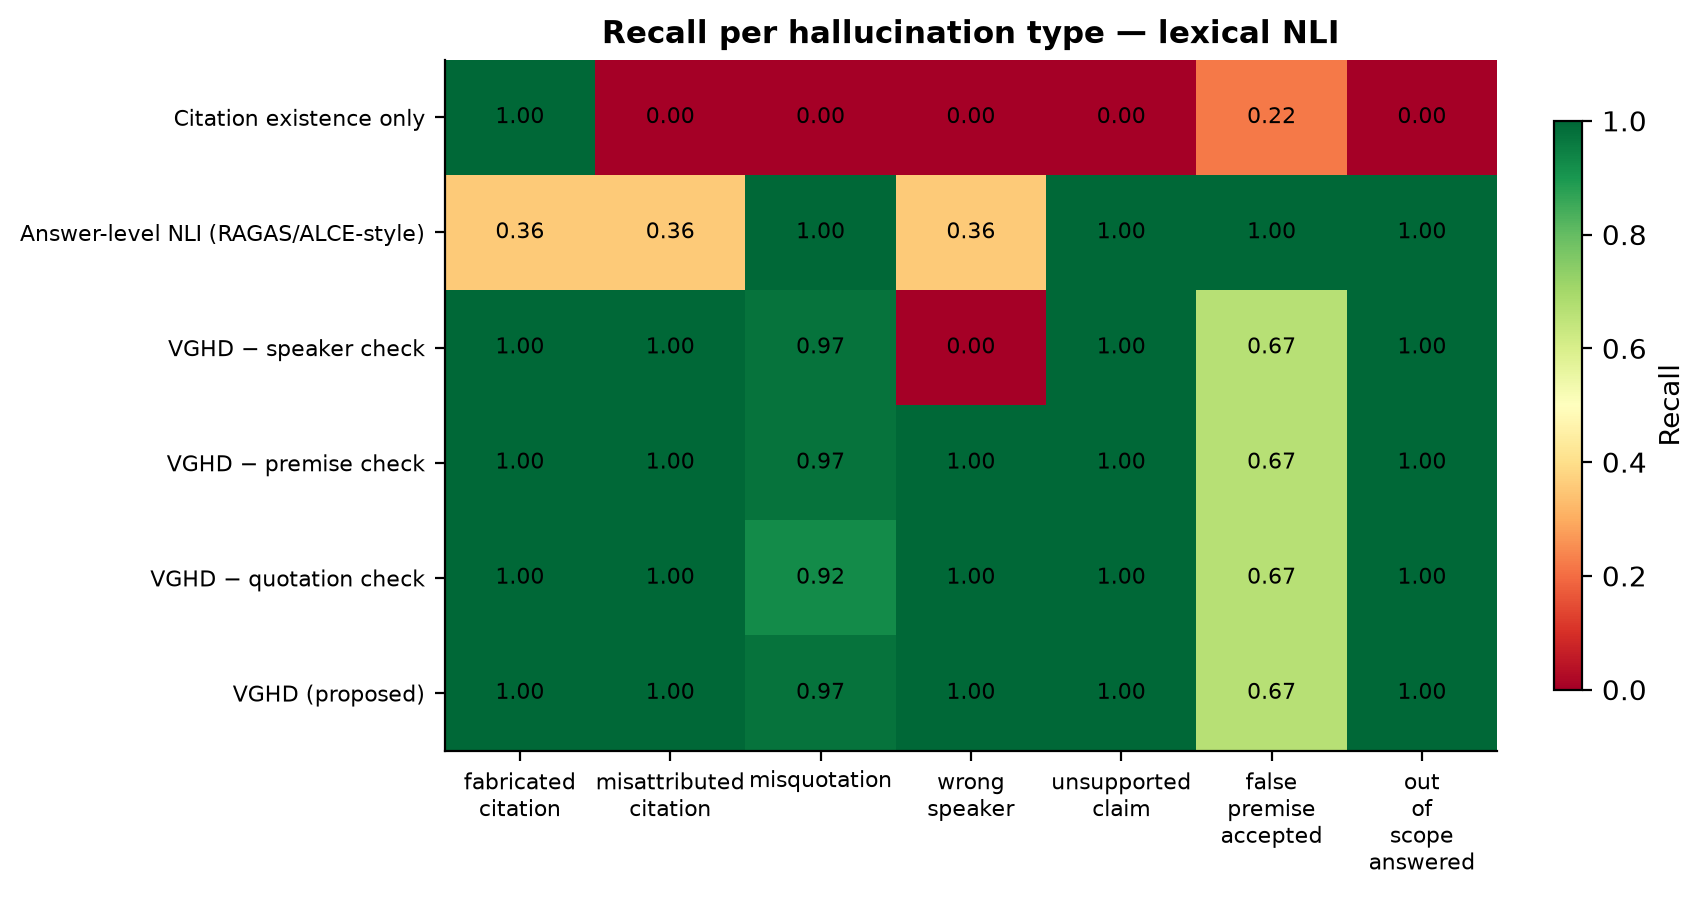 Recall per hallucination type — lexical NLI
Citation existence only 1.00 0.00 0.00 0.00 0.00 0.22 0.00
Answer-level NLI (RAGAS/ALCE-style) 0.36 0.36 1.00 0.36 1.00 1.00 1.00
VGHD − speaker check 1.00 1.00 0.97 0.00 1.00 0.67 1.00
VGHD − premise check 1.00 1.00 0.97 1.00 1.00 0.67 1.00
VGHD − quotation check 1.00 1.00 0.92 1.00 1.00 0.67 1.00
VGHD (proposed) 1.00 1.00 0.97 1.00 1.00 0.67 1.00
fabricated
citation
misattributed
citation
misquotation
wrong
speaker
unsupported
claim
false
premise
accepted
out
of
scope
answered
1.0
0.8
0.6
0.4
0.2
0.0
Recall